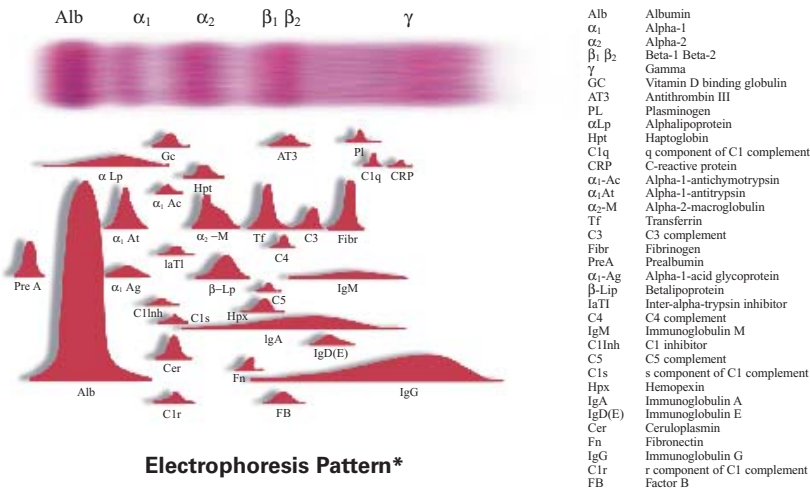 Alb α1 α2 β1 β2 γ
Gc
AT3
Pl
α Lp
Hpt
C1q
CRP
α1 Ac
α1 At
α2 –M
Tf
C3
Fibr
C4
Pre A
α1 Ag
IaTI
β–Lp
C5
IgM
C1Inh
C1s
Hpx
IgA
IgD(E)
Cer
Fn
Alb
IgG
C1r
FB
Electrophoresis Pattern*
Alb Albumin
α1 Alpha-1
α2 Alpha-2
β1 β2 Beta-1 Beta-2
γ Gamma
GC Vitamin D binding globulin
AT3 Antithrombin III
PL Plasminogen
αLp Alphalipoprotein
Hpt Haptoglobin
C1q q component of C1 complement
CRP C-reactive protein
α1-Ac Alpha-1-antichymotrypsin
α1At Alpha-1-antitrypsin
α2-M Alpha-2-macroglobulin
Tf Transferrin
C3 C3 complement
Fibr Fibrinogen
PreA Prealbumin
α1-Ag Alpha-1-acid glycoprotein
β-Lip Betalipoprotein
IaTI Inter-alpha-trypsin inhibitor
C4 C4 complement
IgM Immunoglobulin M
C1Inh C1 inhibitor
C5 C5 complement
C1s s component of C1 complement
Hpx Hemopexin
IgA Immunoglobulin A
IgD(E) Immunoglobulin E
Cer Ceruloplasmin
Fn Fibronectin
IgG Immunoglobulin G
C1r r component of C1 complement
FB Factor B